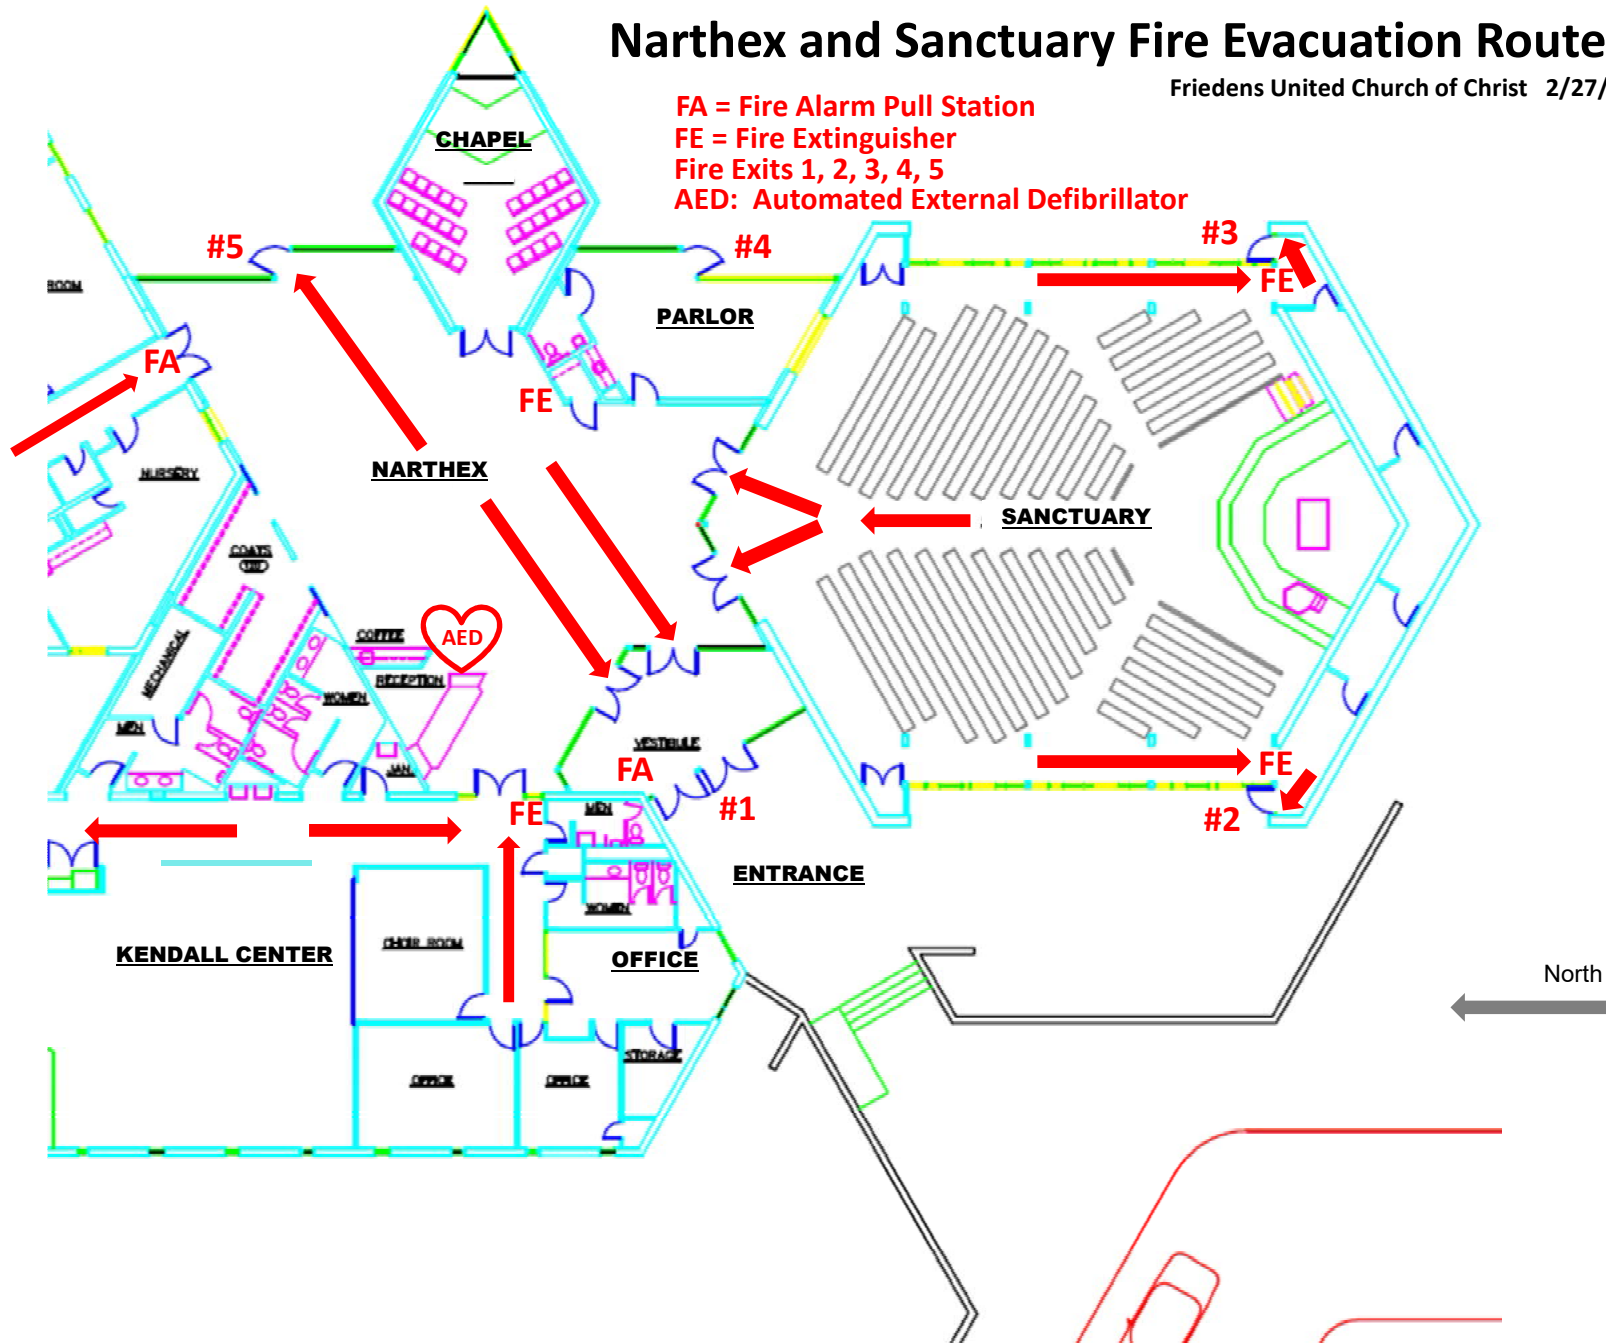 Narthex and Sanctuary Fire Evacuation Route
Friedens United Church of Christ 2/27/
FA = Fire Alarm Pull Station
FE = Fire Extinguisher
Fire Exits 1, 2, 3, 4, 5
AED: Automated External Defibrillator
CHAPEL
#5
#4
#3
ROOM
FE
PARLOR
FA
FE
NARTHEX
NURSERY
SANCTUARY
COATS
COFFEE
AED
MECHANICAL
RECEPTION
WOMEN
MEN
VESTIBULE
JAN.
FA
FE
#1
#2
FE
MEN
ENTRANCE
WOMEN
CHOIR ROOM
KENDALL CENTER
OFFICE
North
STORAGE
OFFICE
OFFICE